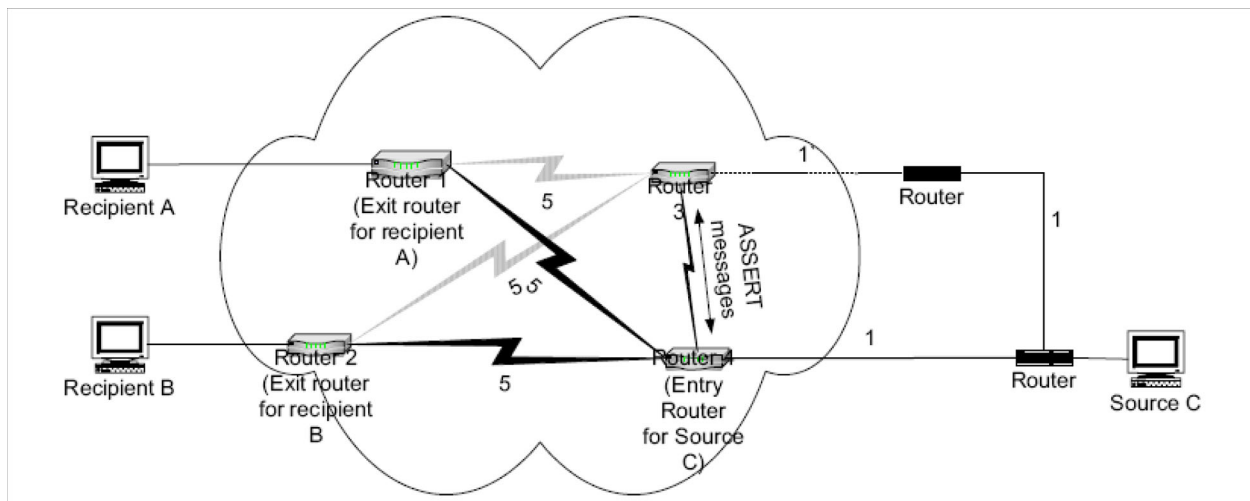 Recipient A
Router 1
(Exit router
for recipient
A)
5
Router
3
1`
Router
1
ASSERT
messages
5
5
Recipient B
Router 2
(Exit router
for recipient
B
5
Router 4
(Entry
Router
for Source
C)
1
Router
Source C